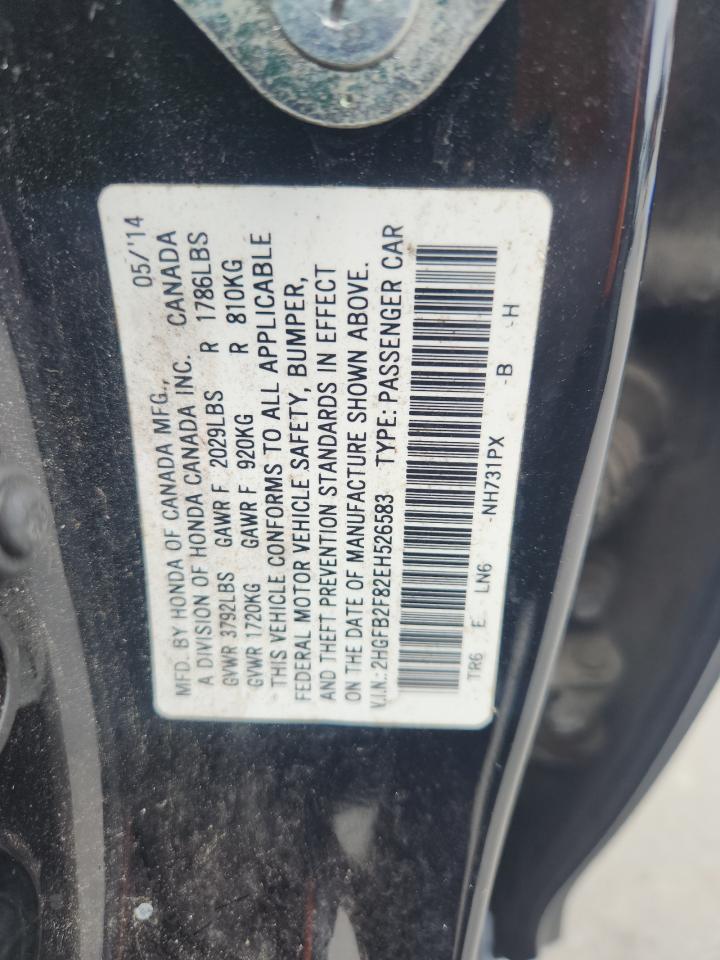 MFD. BY HONDA OF CANADA MFG., 05/'14
A DIVISION OF HONDA CANADA INC. CANADA
GVWR 3792LBS GAWR F 2029LBS R 1786LBS
GVWR 1720KG GAWR F 920KG R 810KG
THIS VEHICLE CONFORMS TO ALL APPLICABLE
FEDERAL MOTOR VEHICLE SAFETY, BUMPER,
AND THEFT PREVENTION STANDARDS IN EFFECT
ON THE DATE OF MANUFACTURE SHOWN ABOVE.
V.I.N.:2HGFB2F82EH526583 TYPE: PASSENGER CAR
TR6 E LN6 -NH731PX -B -H